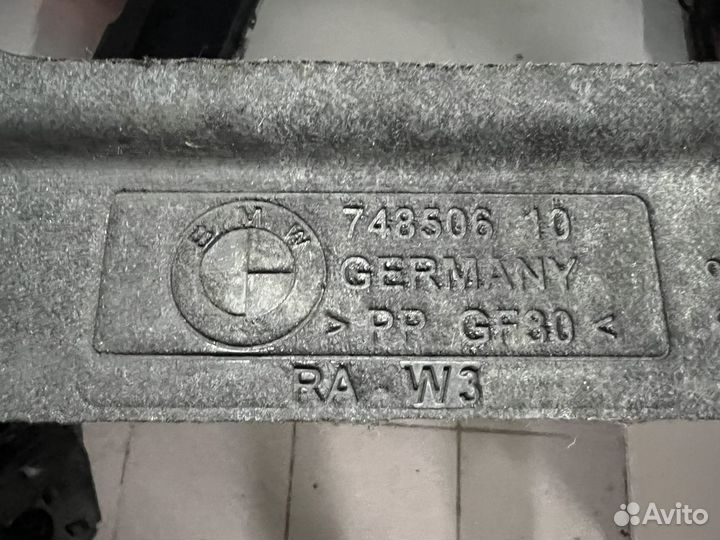 BMW
748506 10
GERMANY
> PP GF30 <
RA W3
Avito